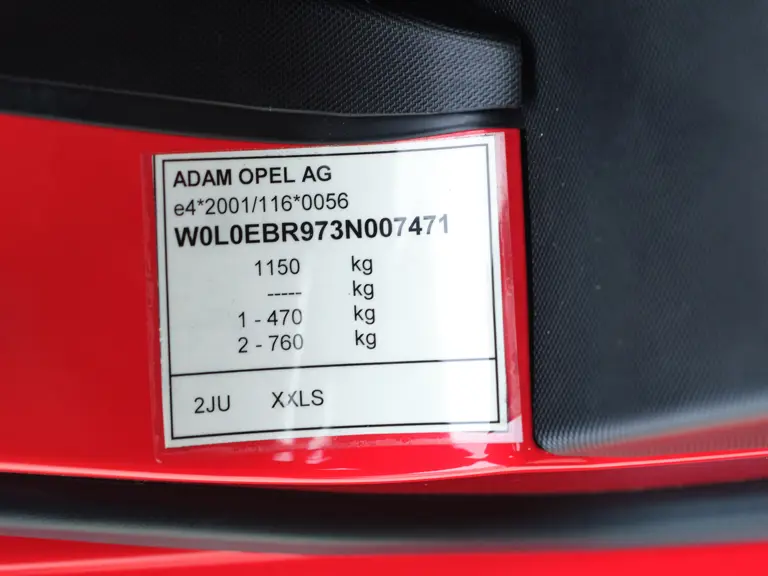 ADAM OPEL AG
e4*2001/116*0056
W0L0EBR973N007471
1150 kg
----- kg
1 - 470 kg
2 - 760 kg
2JU XXLS